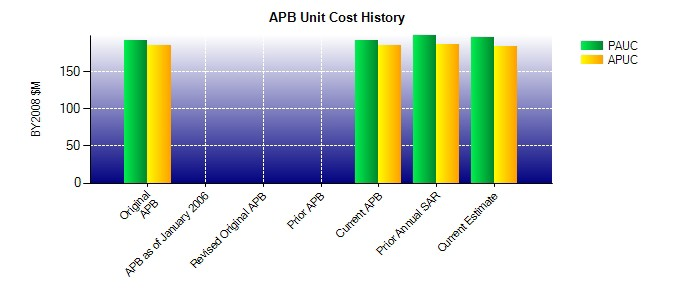 APB Unit Cost History
PAUC
APUC
BY2008 $M
150
100
50
0
Original
APB
APB as of January 2006
Revised Original APB
Prior APB
Current APB
Prior Annual SAR
Current Estimate